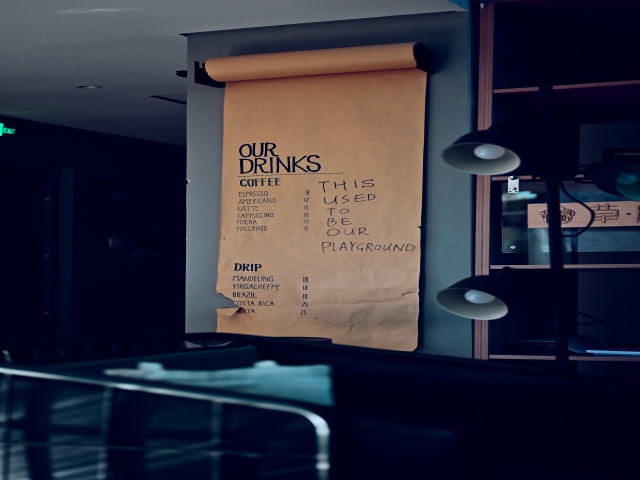 OUR
DRINKS
COFFEE
ESPRESSO 9
AMERICANO 12
LATTE 15
CAPPUCCINO 15
MOCHA 17
MACCHIATO 15
THIS
USED
TO
BE
OUR
PLAYGROUND
DRIP
MANDELING 18
YIRGACHEFFE 18
BRAZIL 18
COSTA RICA 25
25
EXIT